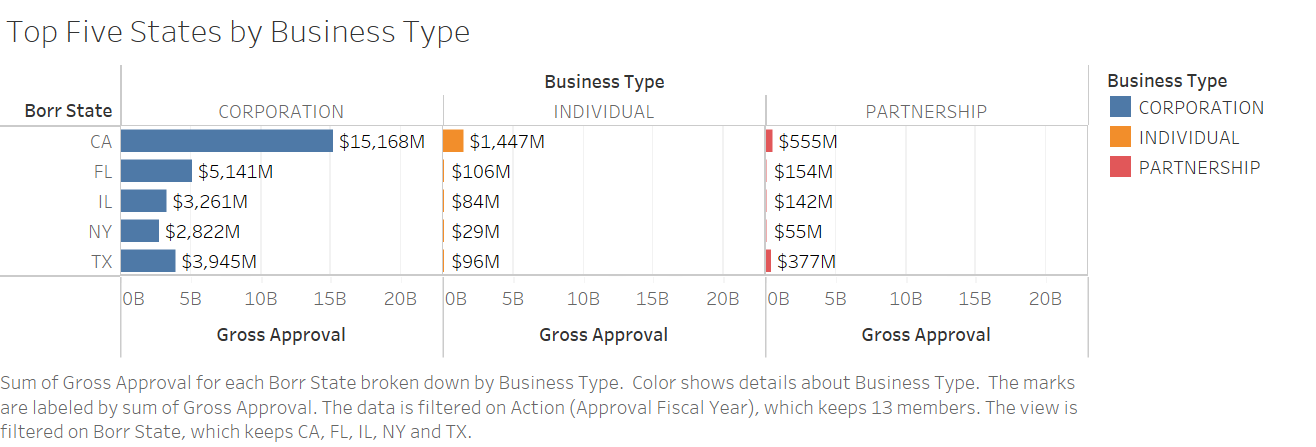 Top Five States by Business Type
Business Type
Borr State CORPORATION INDIVIDUAL PARTNERSHIP
CA $15,168M $1,447M $555M
FL $5,141M $106M $154M
IL $3,261M $84M $142M
NY $2,822M $29M $55M
TX $3,945M $96M $377M
0B 5B 10B 15B 20B 0B 5B 10B 15B 20B 0B 5B 10B 15B 20B
Gross Approval Gross Approval Gross Approval
Business Type
CORPORATION
INDIVIDUAL
PARTNERSHIP
Sum of Gross Approval for each Borr State broken down by Business Type. Color shows details about Business Type. The marks
are labeled by sum of Gross Approval. The data is filtered on Action (Approval Fiscal Year), which keeps 13 members. The view is
filtered on Borr State, which keeps CA, FL, IL, NY and TX.